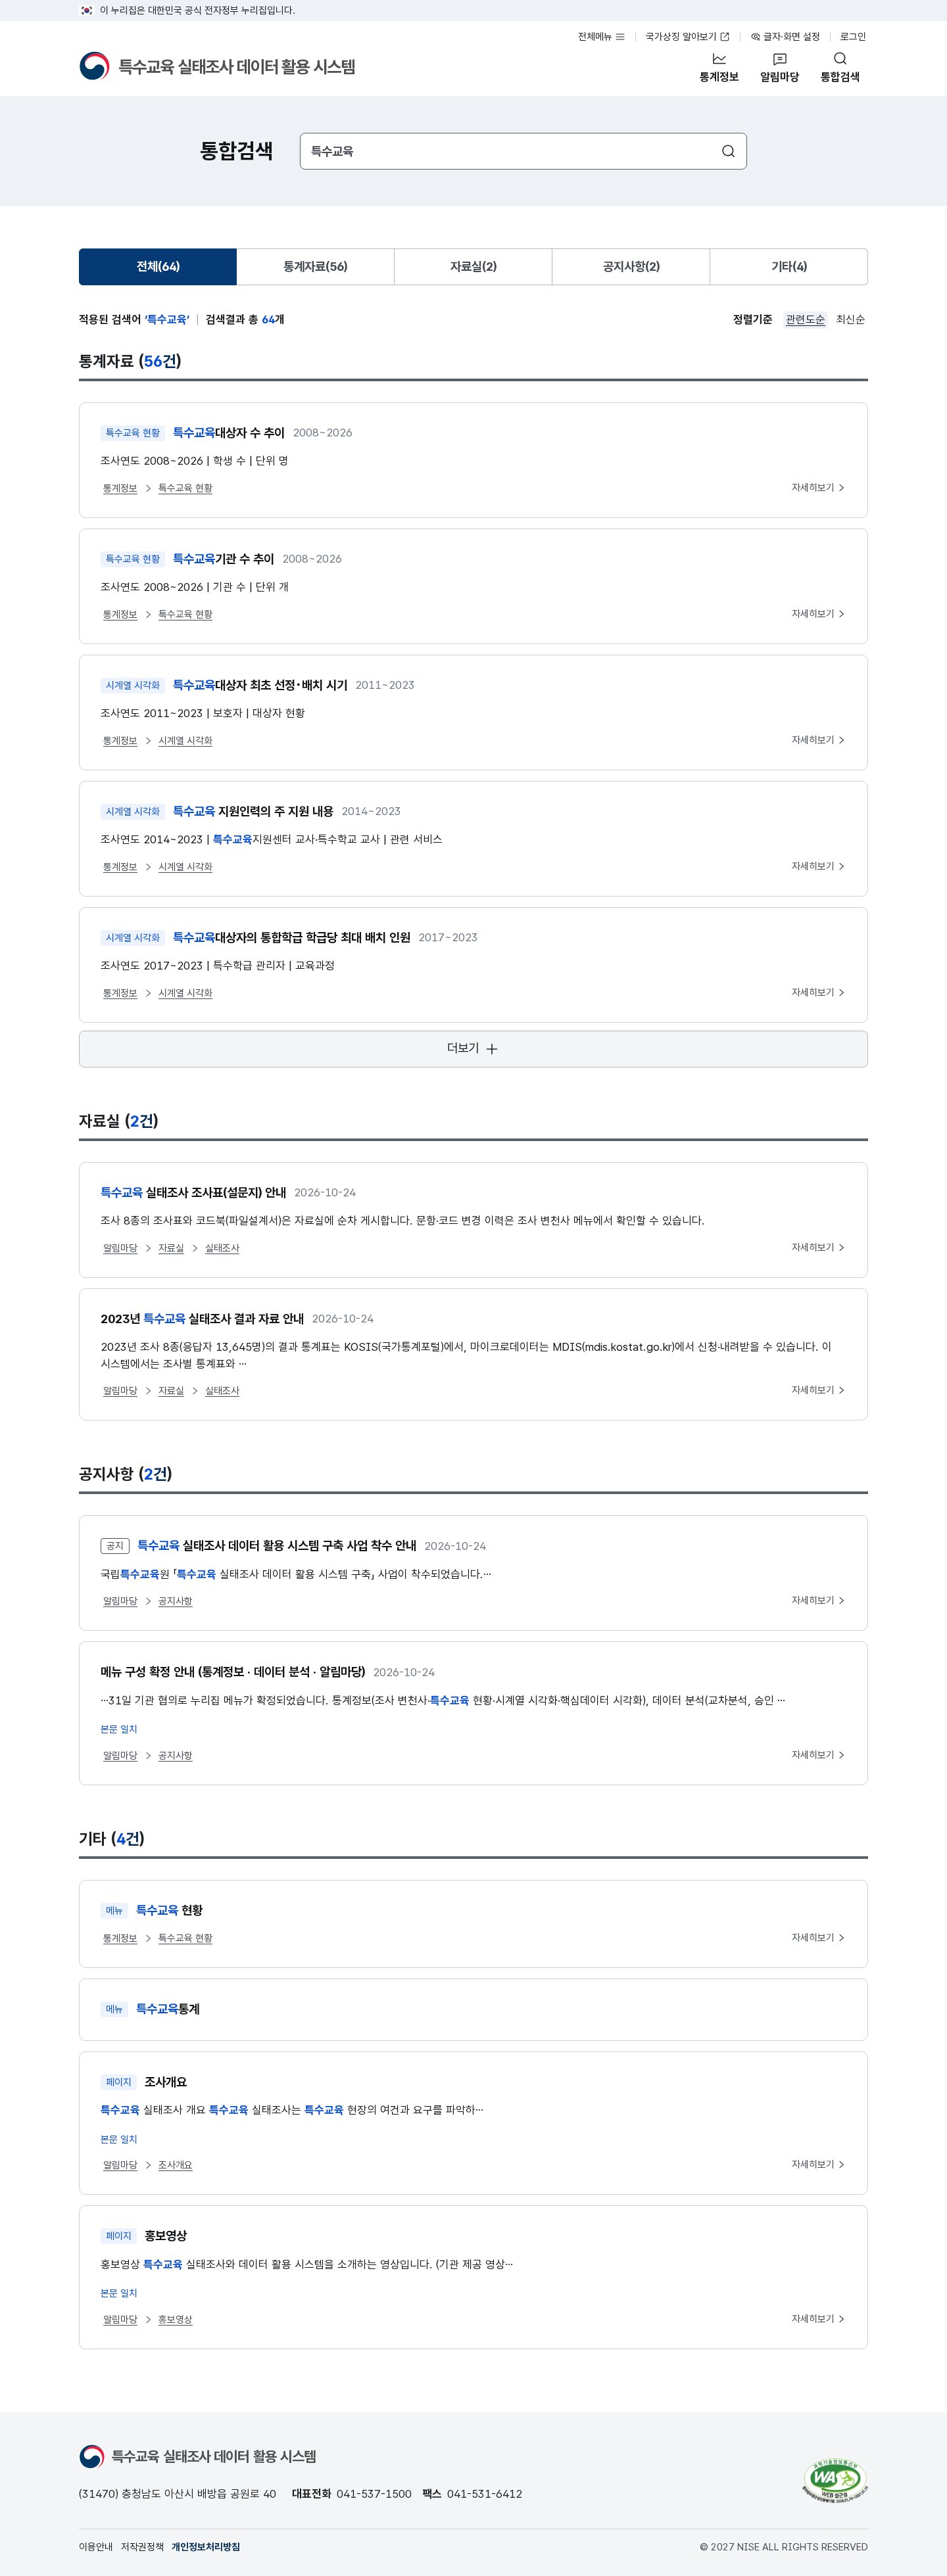 이 누리집은 대한민국 공식 전자정부 누리집입니다.
전체메뉴 국가상징 알아보기 글자·화면 설정 로그인
특수교육 실태조사 데이터 활용 시스템
통계정보 알림마당 통합검색
통합검색 특수교육
전체(64) 통계자료(56) 자료실(2) 공지사항(2) 기타(4)
적용된 검색어 ‘특수교육’ | 검색결과 총 64개 정렬기준 관련도순 최신순
통계자료 (56건)
특수교육 현황 특수교육대상자 수 추이 2008~2026
조사연도 2008~2026 | 학생 수 | 단위 명
통계정보 > 특수교육 현황 자세히보기 >
특수교육 현황 특수교육기관 수 추이 2008~2026
조사연도 2008~2026 | 기관 수 | 단위 개
통계정보 > 특수교육 현황 자세히보기 >
시계열 시각화 특수교육대상자 최초 선정·배치 시기 2011~2023
조사연도 2011~2023 | 보호자 | 대상자 현황
통계정보 > 시계열 시각화 자세히보기 >
시계열 시각화 특수교육 지원인력의 주 지원 내용 2014~2023
조사연도 2014~2023 | 특수교육지원센터 교사·특수학교 교사 | 관련 서비스
통계정보 > 시계열 시각화 자세히보기 >
시계열 시각화 특수교육대상자의 통합학급 학급당 최대 배치 인원 2017~2023
조사연도 2017~2023 | 특수학급 관리자 | 교육과정
통계정보 > 시계열 시각화 자세히보기 >
더보기 +
자료실 (2건)
특수교육 실태조사 조사표(설문지) 안내 2026-10-24
조사 8종의 조사표와 코드북(파일설계서)은 자료실에 순차 게시합니다. 문항·코드 변경 이력은 조사 변천사 메뉴에서 확인할 수 있습니다.
알림마당 > 자료실 > 실태조사 자세히보기 >
2023년 특수교육 실태조사 결과 자료 안내 2026-10-24
2023년 조사 8종(응답자 13,645명)의 결과 통계표는 KOSIS(국가통계포털)에서, 마이크로데이터는 MDIS(mdis.kostat.go.kr)에서 신청·내려받을 수 있습니다. 이
시스템에서는 조사별 통계표와 …
알림마당 > 자료실 > 실태조사 자세히보기 >
공지사항 (2건)
공지 특수교육 실태조사 데이터 활용 시스템 구축 사업 착수 안내 2026-10-24
국립특수교육원 「특수교육 실태조사 데이터 활용 시스템 구축」 사업이 착수되었습니다.…
알림마당 > 공지사항 자세히보기 >
메뉴 구성 확정 안내 (통계정보 · 데이터 분석 · 알림마당) 2026-10-24
…31일 기관 협의로 누리집 메뉴가 확정되었습니다. 통계정보(조사 변천사·특수교육 현황·시계열 시각화·핵심데이터 시각화), 데이터 분석(교차분석, 승인 …
본문 일치
알림마당 > 공지사항 자세히보기 >
기타 (4건)
메뉴 특수교육 현황
통계정보 > 특수교육 현황 자세히보기 >
메뉴 특수교육통계
페이지 조사개요
특수교육 실태조사 개요 특수교육 실태조사는 특수교육 현장의 여건과 요구를 파악하…
본문 일치
알림마당 > 조사개요 자세히보기 >
페이지 홍보영상
홍보영상 특수교육 실태조사와 데이터 활용 시스템을 소개하는 영상입니다. (기관 제공 영상…
본문 일치
알림마당 > 홍보영상 자세히보기 >
특수교육 실태조사 데이터 활용 시스템
(31470) 충청남도 아산시 배방읍 공원로 40 대표전화 041-537-1500 팩스 041-531-6412
WA
WEB 접근성
이용안내 저작권정책 개인정보처리방침 © 2027 NISE ALL RIGHTS RESERVED